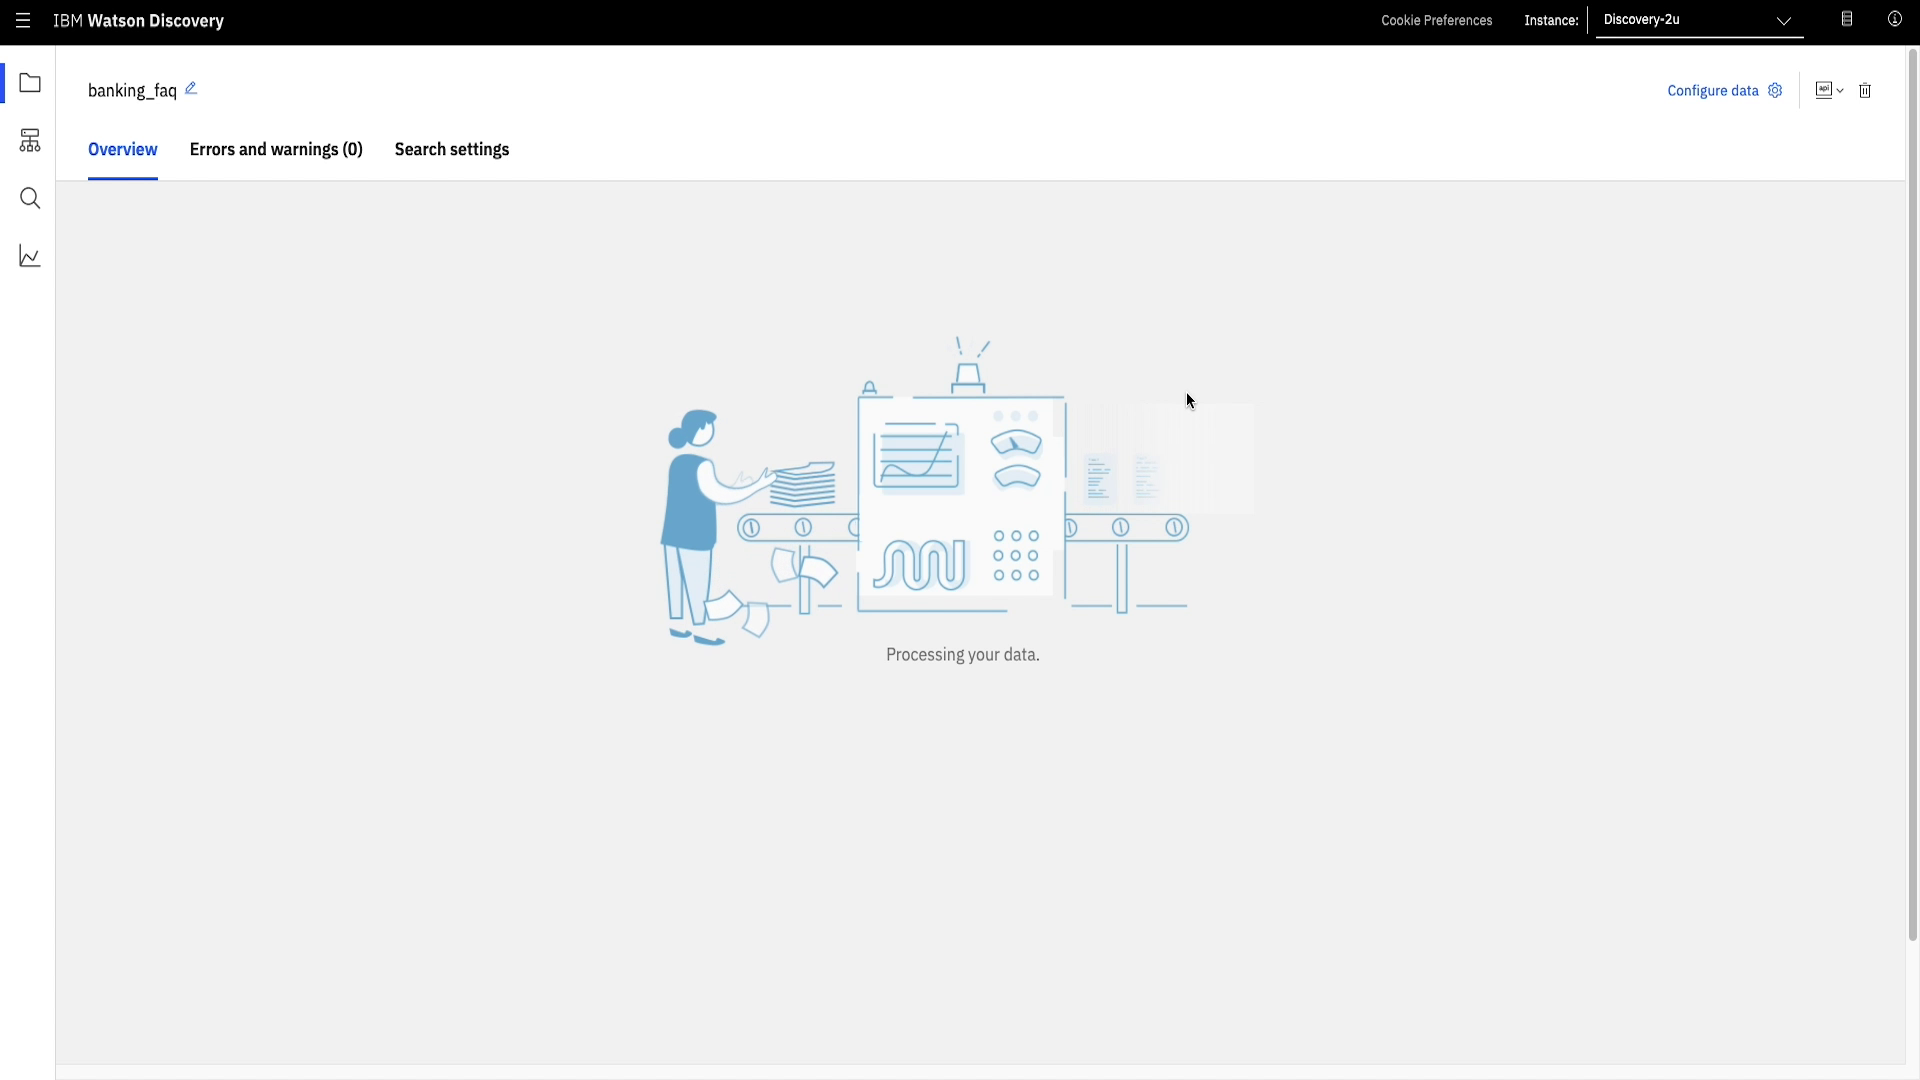 IBM Watson Discovery
Cookie Preferences
Instance:
Discovery-2u
banking_faq
Configure data
api
Overview
Errors and warnings (0)
Search settings
Processing your data.